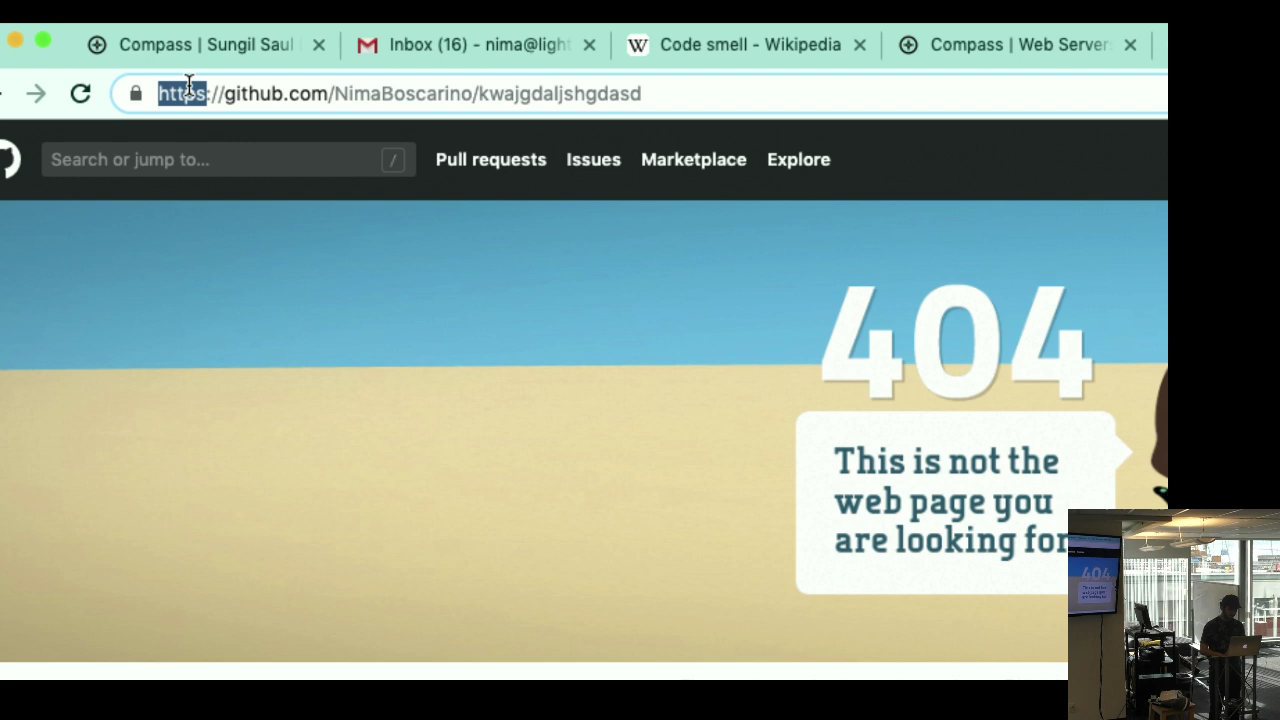 Compass | Sungil Saul
Inbox (16) - nima@light
Code smell - Wikipedia
Compass | Web Server
https://github.com/NimaBoscarino/kwajgdaljshgdasd
Search or jump to...
/
Pull requests
Issues
Marketplace
Explore
404
This is not the
web page you
are looking for
404